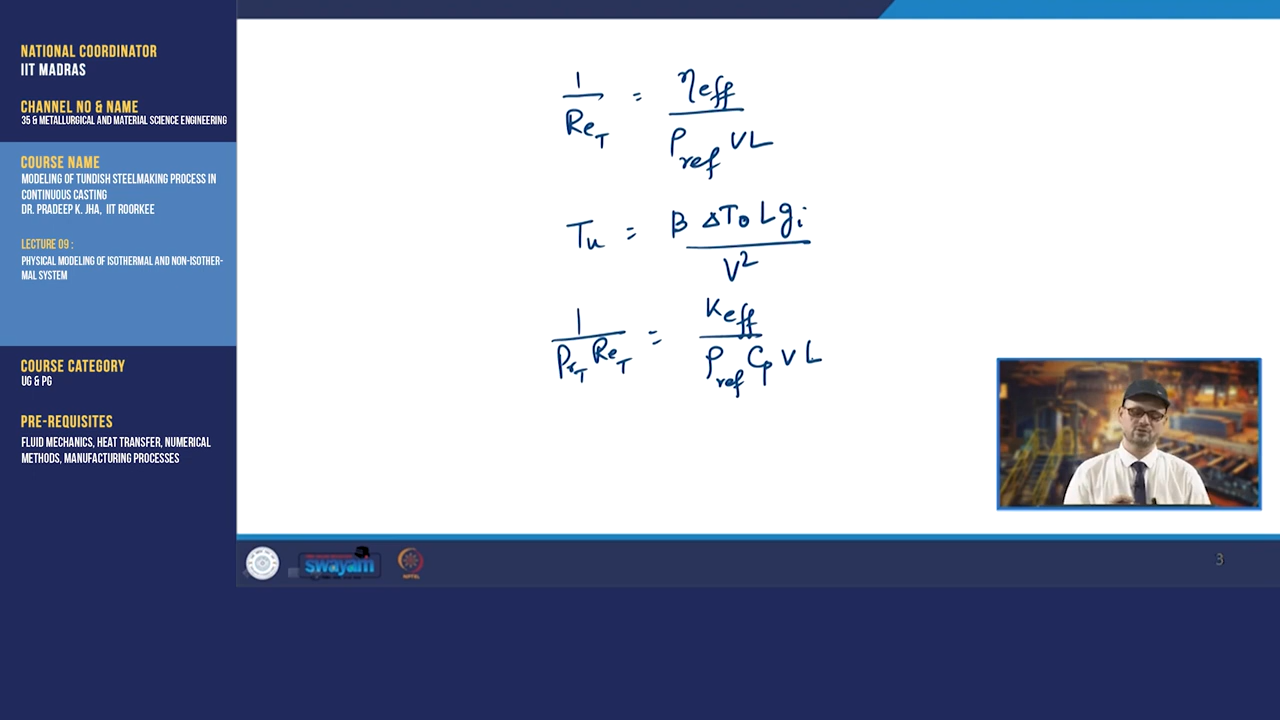 NATIONAL COORDINATOR
IIT MADRAS
CHANNEL NO & NAME
35 & METALLURGICAL AND MATERIAL SCIENCE ENGINEERING
COURSE NAME
MODELING OF TUNDISH STEELMAKING PROCESS IN
CONTINUOUS CASTING
DR. PRADEEP K. JHA, IIT ROORKEE
LECTURE 09 :
PHYSICAL MODELING OF ISOTHERMAL AND NON-ISOTHER-
MAL SYSTEM
COURSE CATEGORY
UG & PG
PRE-REQUISITES
FLUID MECHANICS, HEAT TRANSFER, NUMERICAL
METHODS, MANUFACTURING PROCESSES
1/Re_T = η_eff / ρ_ref VL
Tu = β ΔT₀ L g_i / V²
1/Pr_T Re_T = K_eff / ρ_ref C_p V L
swayam
3